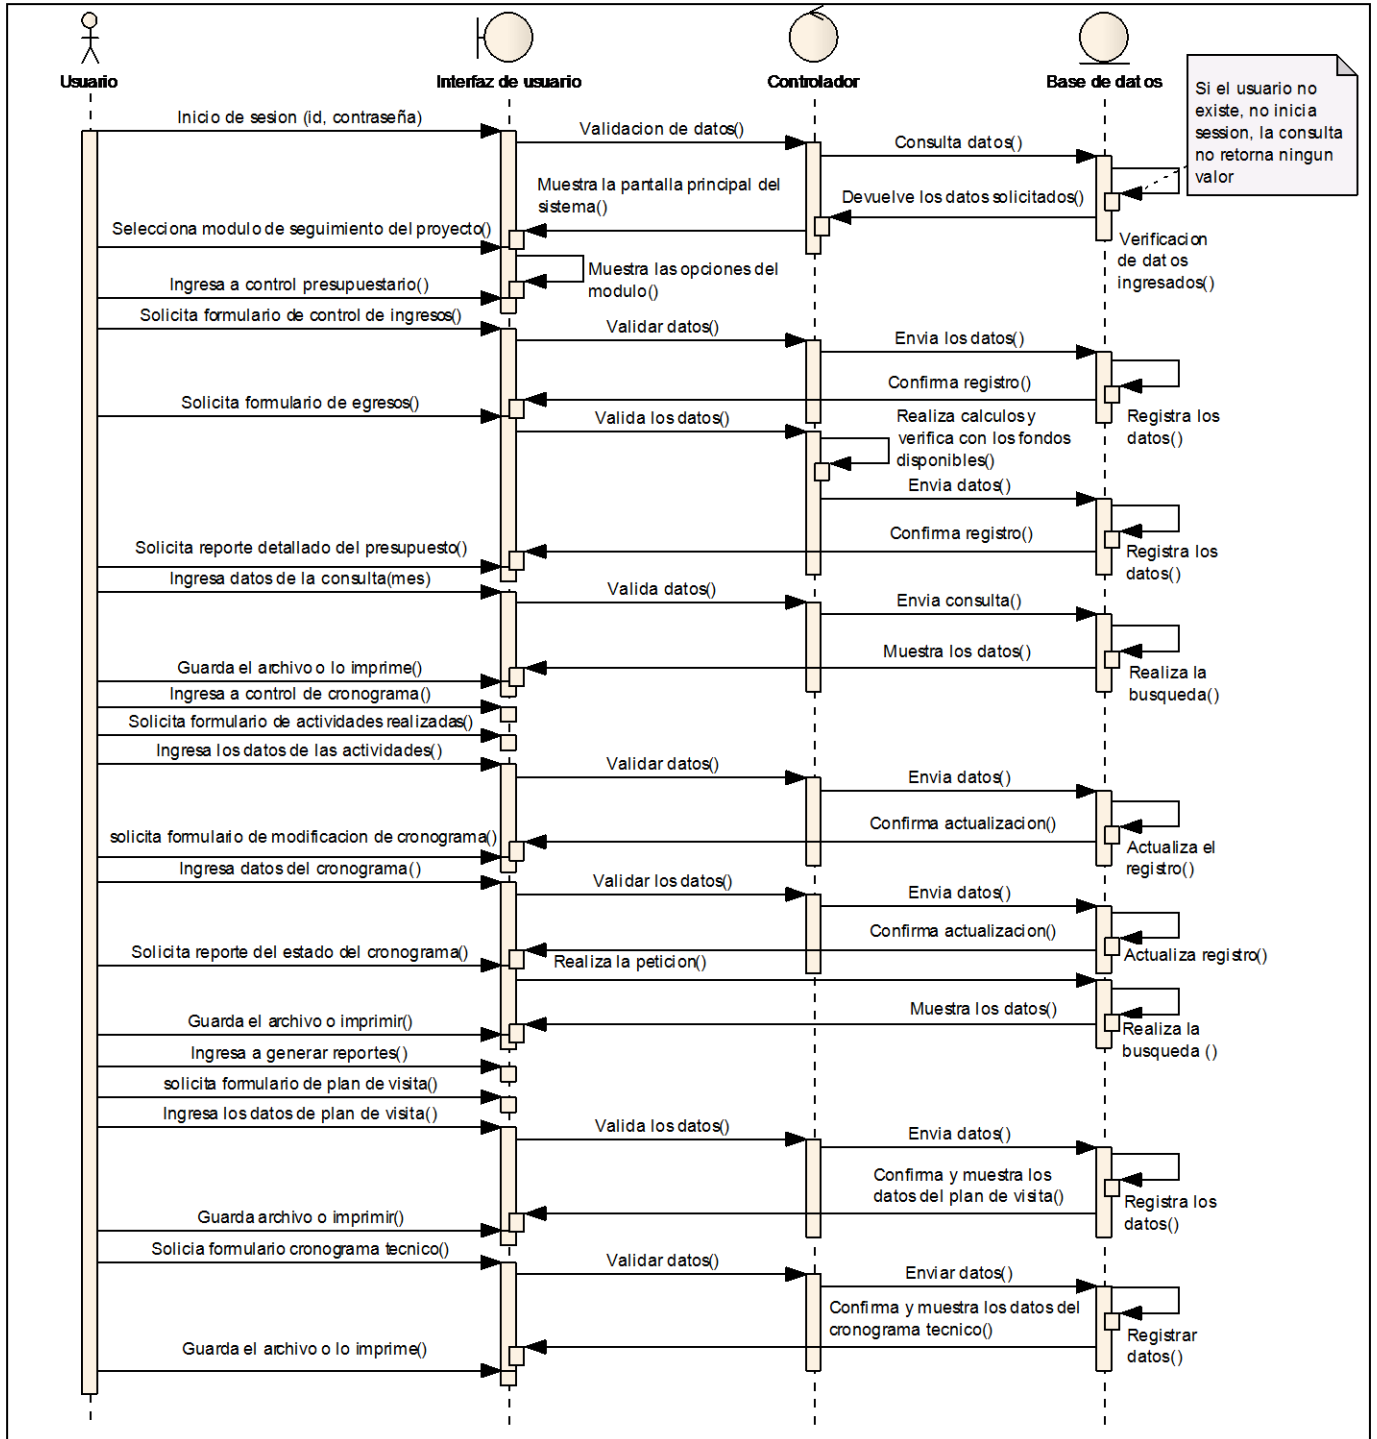 Usuario
Interfaz de usuario
Controlador
Base de datos
Si el usuario no
existe, no inicia
session, la consulta
no retorna ningun
valor
Inicio de sesion (id, contraseña)
Validacion de datos()
Consulta datos()
Muestra la pantalla principal del
sistema()
Devuelve los datos solicitados()
Selecciona modulo de seguimiento del proyecto()
Verificacion
de datos
ingresados()
Muestra las opciones del
modulo()
Ingresa a control presupuestario()
Solicita formulario de control de ingresos()
Validar datos()
Envia los datos()
Confirma registro()
Registra los
datos()
Solicita formulario de egresos()
Valida los datos()
Realiza calculos y
verifica con los fondos
disponibles()
Envia datos()
Confirma registro()
Registra los
datos()
Solicita reporte detallado del presupuesto()
Ingresa datos de la consulta(mes)
Valida datos()
Envia consulta()
Muestra los datos()
Realiza la
busqueda()
Guarda el archivo o lo imprime()
Ingresa a control de cronograma()
Solicita formulario de actividades realizadas()
Ingresa los datos de las actividades()
Validar datos()
Envia datos()
Confirma actualizacion()
Actualiza el
registro()
solicita formulario de modificacion de cronograma()
Ingresa datos del cronograma()
Validar los datos()
Envia datos()
Confirma actualizacion()
Actualiza registro()
Solicita reporte del estado del cronograma()
Realiza la peticion()
Muestra los datos()
Realiza la
busqueda ()
Guarda el archivo o imprimir()
Ingresa a generar reportes()
solicita formulario de plan de visita()
Ingresa los datos de plan de visita()
Valida los datos()
Envia datos()
Confirma y muestra los
datos del plan de visita()
Registra los
datos()
Guarda archivo o imprimir()
Solicia formulario cronograma tecnico()
Validar datos()
Enviar datos()
Confirma y muestra los datos del
cronograma tecnico()
Registrar
datos()
Guarda el archivo o lo imprime()